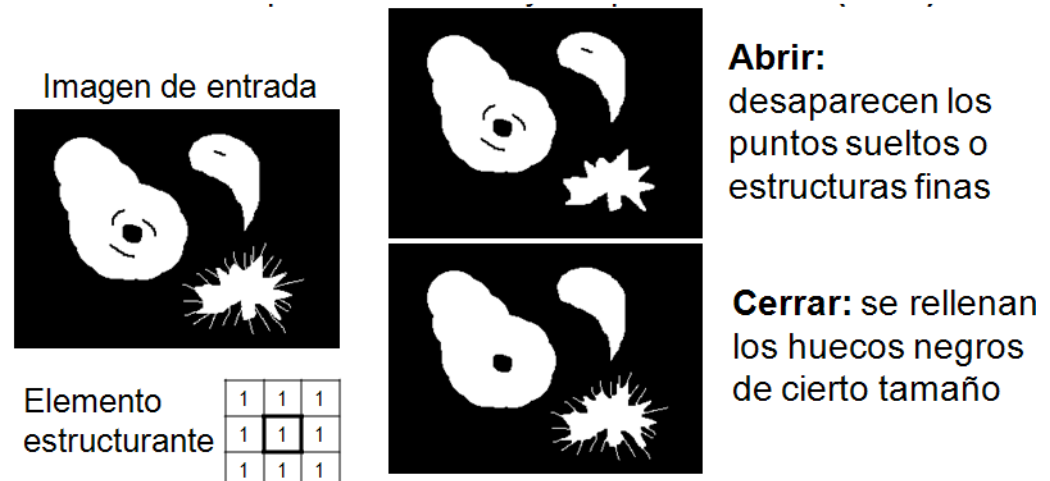 Imagen de entrada
Elemento
estructurante
1 1 1
1 1 1
1 1 1
Abrir:
desaparecen los
puntos sueltos o
estructuras finas
Cerrar: se rellenan
los huecos negros
de cierto tamaño